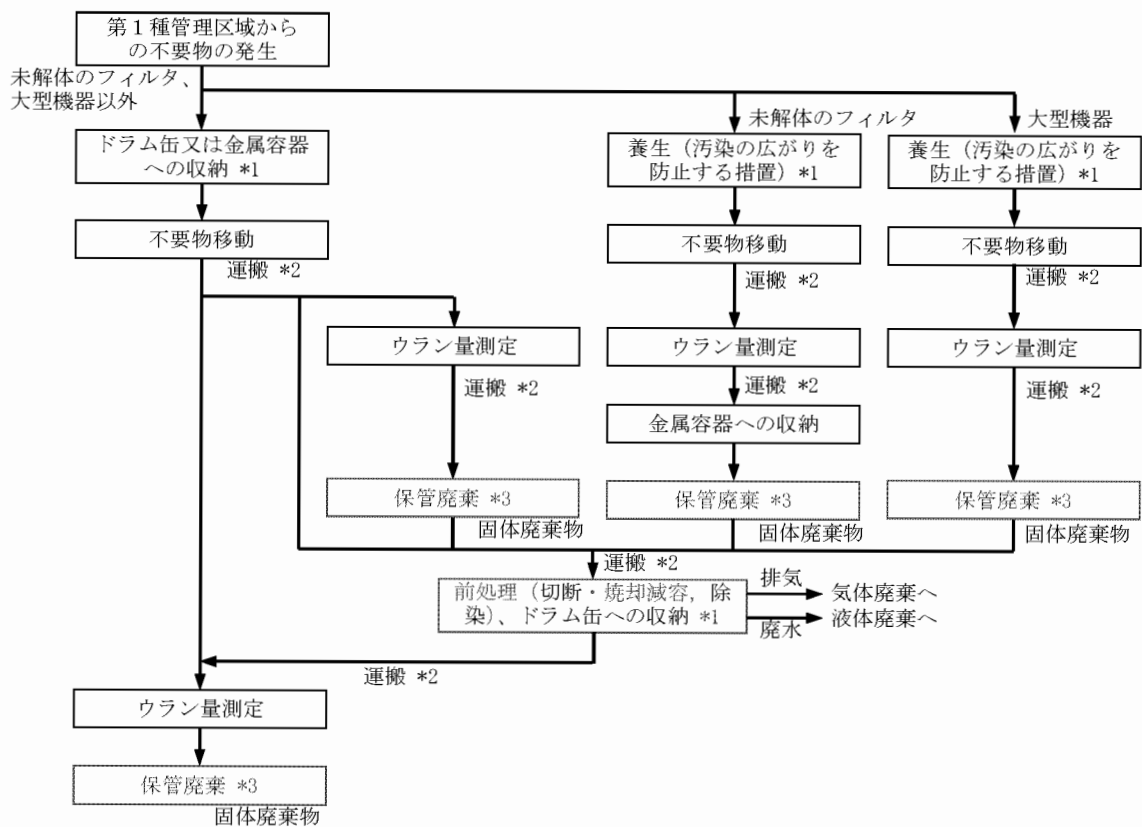 第1種管理区域から
の不要物の発生
未解体のフィルタ、
大型機器以外
未解体のフィルタ
大型機器
ドラム缶又は金属容器
への収納 *1
養生（汚染の広がりを
防止する措置）*1
養生（汚染の広がりを
防止する措置）*1
不要物移動
不要物移動
不要物移動
運搬 *2
運搬 *2
運搬 *2
ウラン量測定
ウラン量測定
ウラン量測定
運搬 *2
運搬 *2
運搬 *2
金属容器への収納
保管廃棄 *3
保管廃棄 *3
保管廃棄 *3
固体廃棄物
固体廃棄物
固体廃棄物
運搬 *2
前処理（切断・焼却減容，除
染）、ドラム缶への収納 *1
排気
気体廃棄へ
廃水
液体廃棄へ
運搬 *2
ウラン量測定
保管廃棄 *3
固体廃棄物